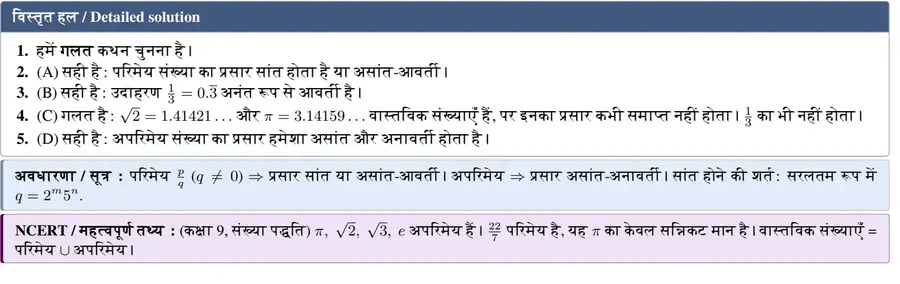 विस्तृत हल / Detailed solution
1. हमें गलत कथन चुनना है।
2. (A) सही है : परिमेय संख्या का प्रसार सांत होता है या असांत-आवर्ती।
3. (B) सही है : उदाहरण 1/3 = 0.3̅ अनंत रूप से आवर्ती है।
4. (C) गलत है : √2 = 1.41421 … और π = 3.14159 … वास्तविक संख्याएँ हैं, पर इनका प्रसार कभी समाप्त नहीं होता। 1/3 का भी नहीं होता।
5. (D) सही है : अपरिमेय संख्या का प्रसार हमेशा असांत और अनावर्ती होता है।
अवधारणा / सूत्र : परिमेय p/q (q ≠ 0) ⇒ प्रसार सांत या असांत-आवर्ती। अपरिमेय ⇒ प्रसार असांत-अनावर्ती। सांत होने की शर्त : सरलतम रूप में
q = 2ᵐ5ⁿ.
NCERT / महत्वपूर्ण तथ्य : (कक्षा 9, संख्या पद्धति) π, √2, √3, e अपरिमेय हैं। 22/7 परिमेय है, यह π का केवल सन्निकट मान है। वास्तविक संख्याएँ =
परिमेय ∪ अपरिमेय।